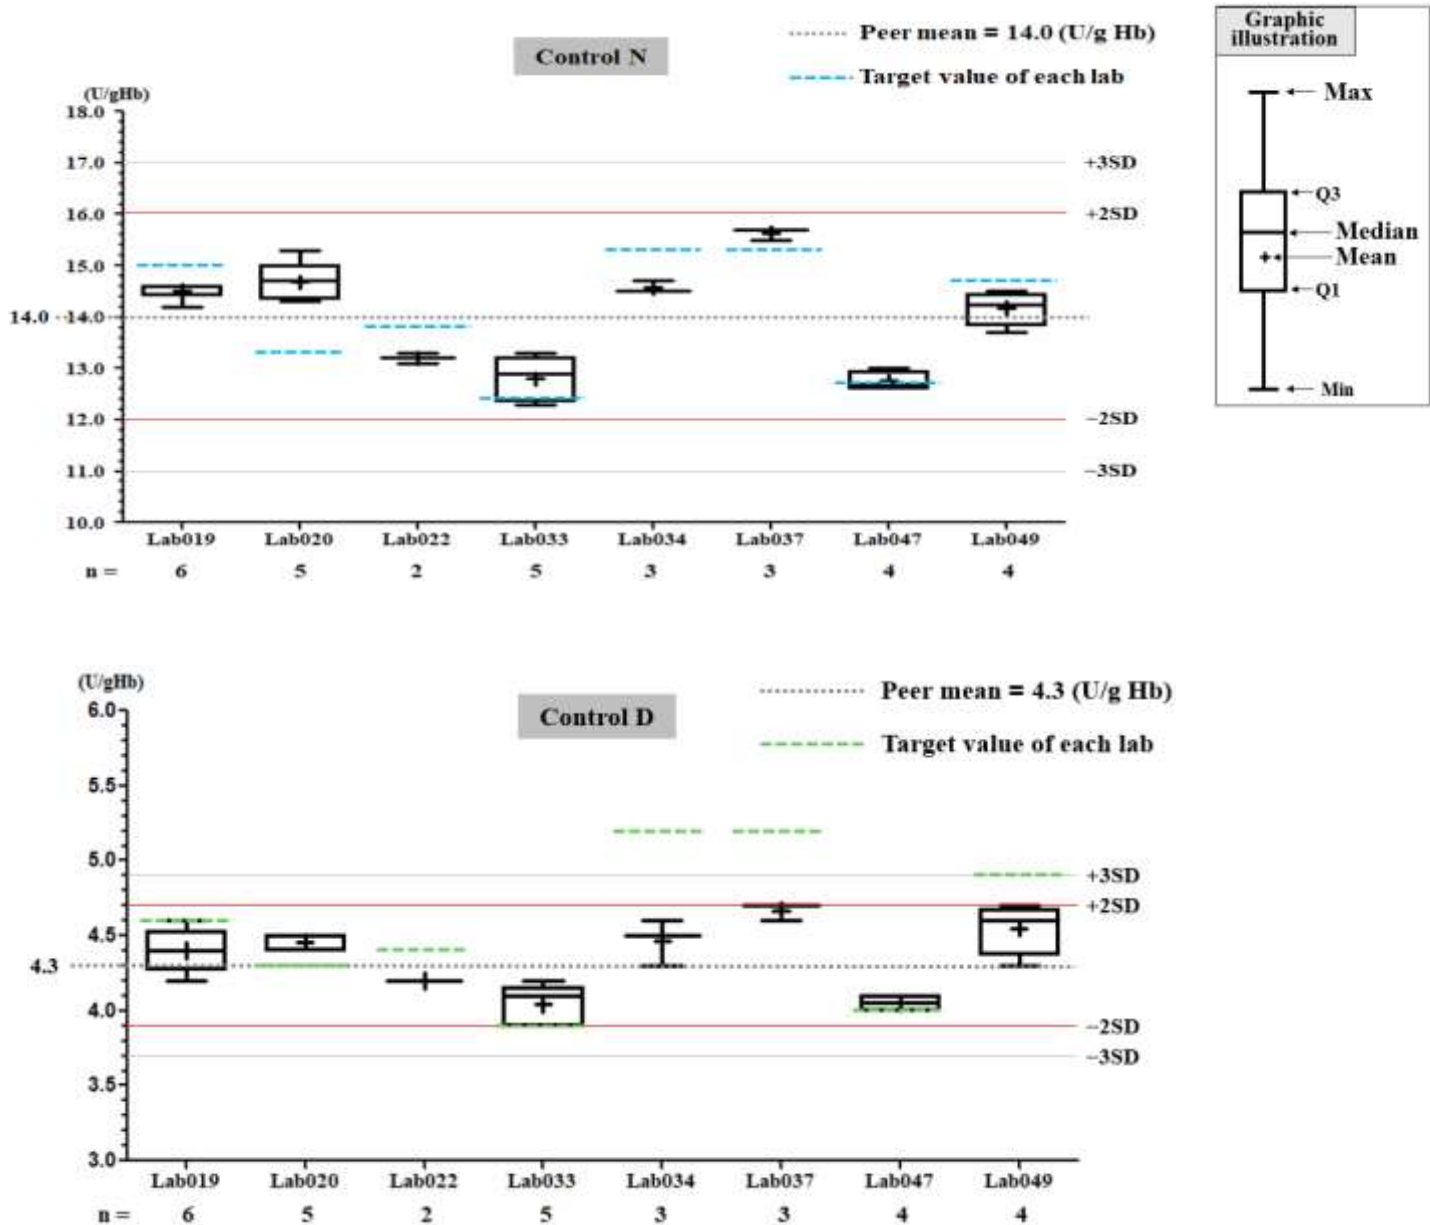 Control N
Peer mean = 14.0 (U/g Hb)
Target value of each lab
Graphic
illustration
Max
Q3
Median
Mean
Q1
Min
(U/gHb)
18.0
17.0
16.0
15.0
14.0 14.0
13.0
12.0
11.0
10.0
+3SD
+2SD
−2SD
−3SD
Lab019 Lab020 Lab022 Lab033 Lab034 Lab037 Lab047 Lab049
n = 6 5 2 5 3 3 4 4
(U/gHb)
Control D
Peer mean = 4.3 (U/g Hb)
Target value of each lab
6.0
5.5
5.0
4.5
4.3
4.0
3.5
3.0
+3SD
+2SD
−2SD
−3SD
Lab019 Lab020 Lab022 Lab033 Lab034 Lab037 Lab047 Lab049
n = 6 5 2 5 3 3 4 4